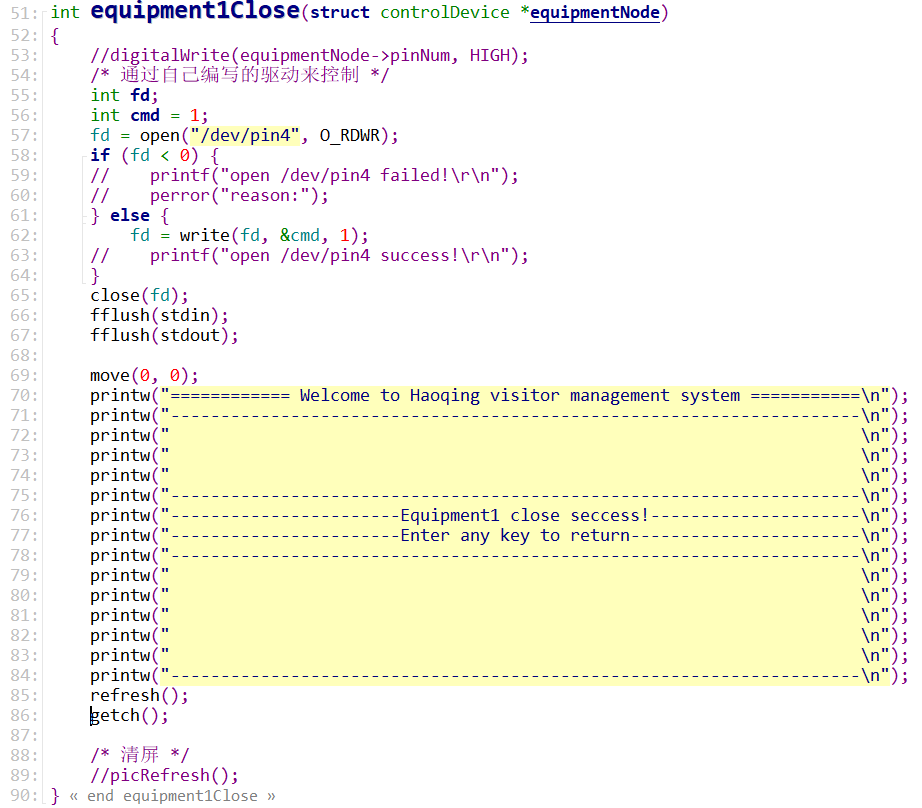 51: int equipment1Close(struct controlDevice *equipmentNode)
52: {
53:     //digitalWrite(equipmentNode->pinNum, HIGH);
54:     /* 通过自己编写的驱动来控制 */
55:     int fd;
56:     int cmd = 1;
57:     fd = open("/dev/pin4", O_RDWR);
58:     if (fd < 0) {
59:     //    printf("open /dev/pin4 failed!\r\n");
60:     //    perror("reason:");
61:     } else {
62:         fd = write(fd, &cmd, 1);
63:     //    printf("open /dev/pin4 success!\r\n");
64:     }
65:     close(fd);
66:     fflush(stdin);
67:     fflush(stdout);
68:
69:     move(0, 0);
70:     printw("============ Welcome to Haoqing visitor management system ===========\n");
71:     printw("---------------------------------------------------------------------\n");
72:     printw("                                                                     \n");
73:     printw("                                                                     \n");
74:     printw("                                                                     \n");
75:     printw("---------------------------------------------------------------------\n");
76:     printw("-----------------------Equipment1 close seccess!---------------------\n");
77:     printw("-----------------------Enter any key to return-----------------------\n");
78:     printw("---------------------------------------------------------------------\n");
79:     printw("                                                                     \n");
80:     printw("                                                                     \n");
81:     printw("                                                                     \n");
82:     printw("                                                                     \n");
83:     printw("                                                                     \n");
84:     printw("---------------------------------------------------------------------\n");
85:     refresh();
86:     getch();
87:
88:     /* 清屏 */
89:     //picRefresh();
90: } « end equipment1Close »